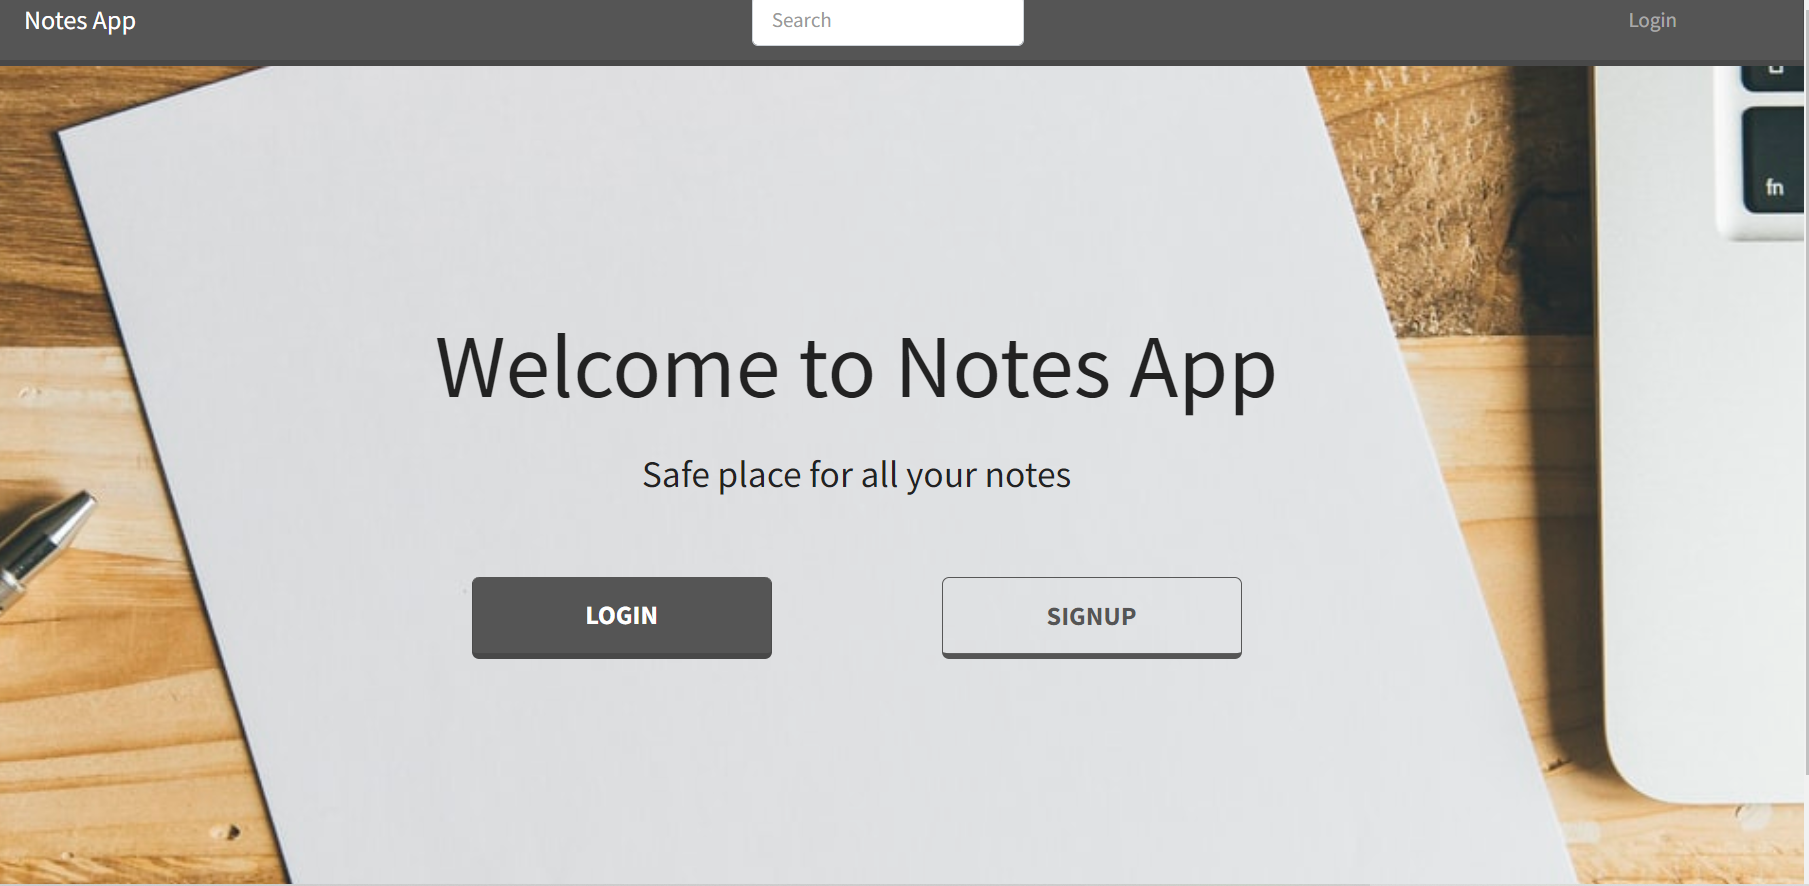 Notes App
Search
Login
fn
Welcome to Notes App
Safe place for all your notes
LOGIN
SIGNUP